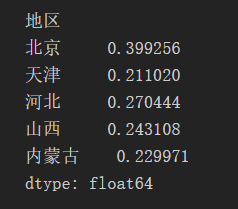 地区
北京    0.399256
天津    0.211020
河北    0.270444
山西    0.243108
内蒙古    0.229971
dtype: float64